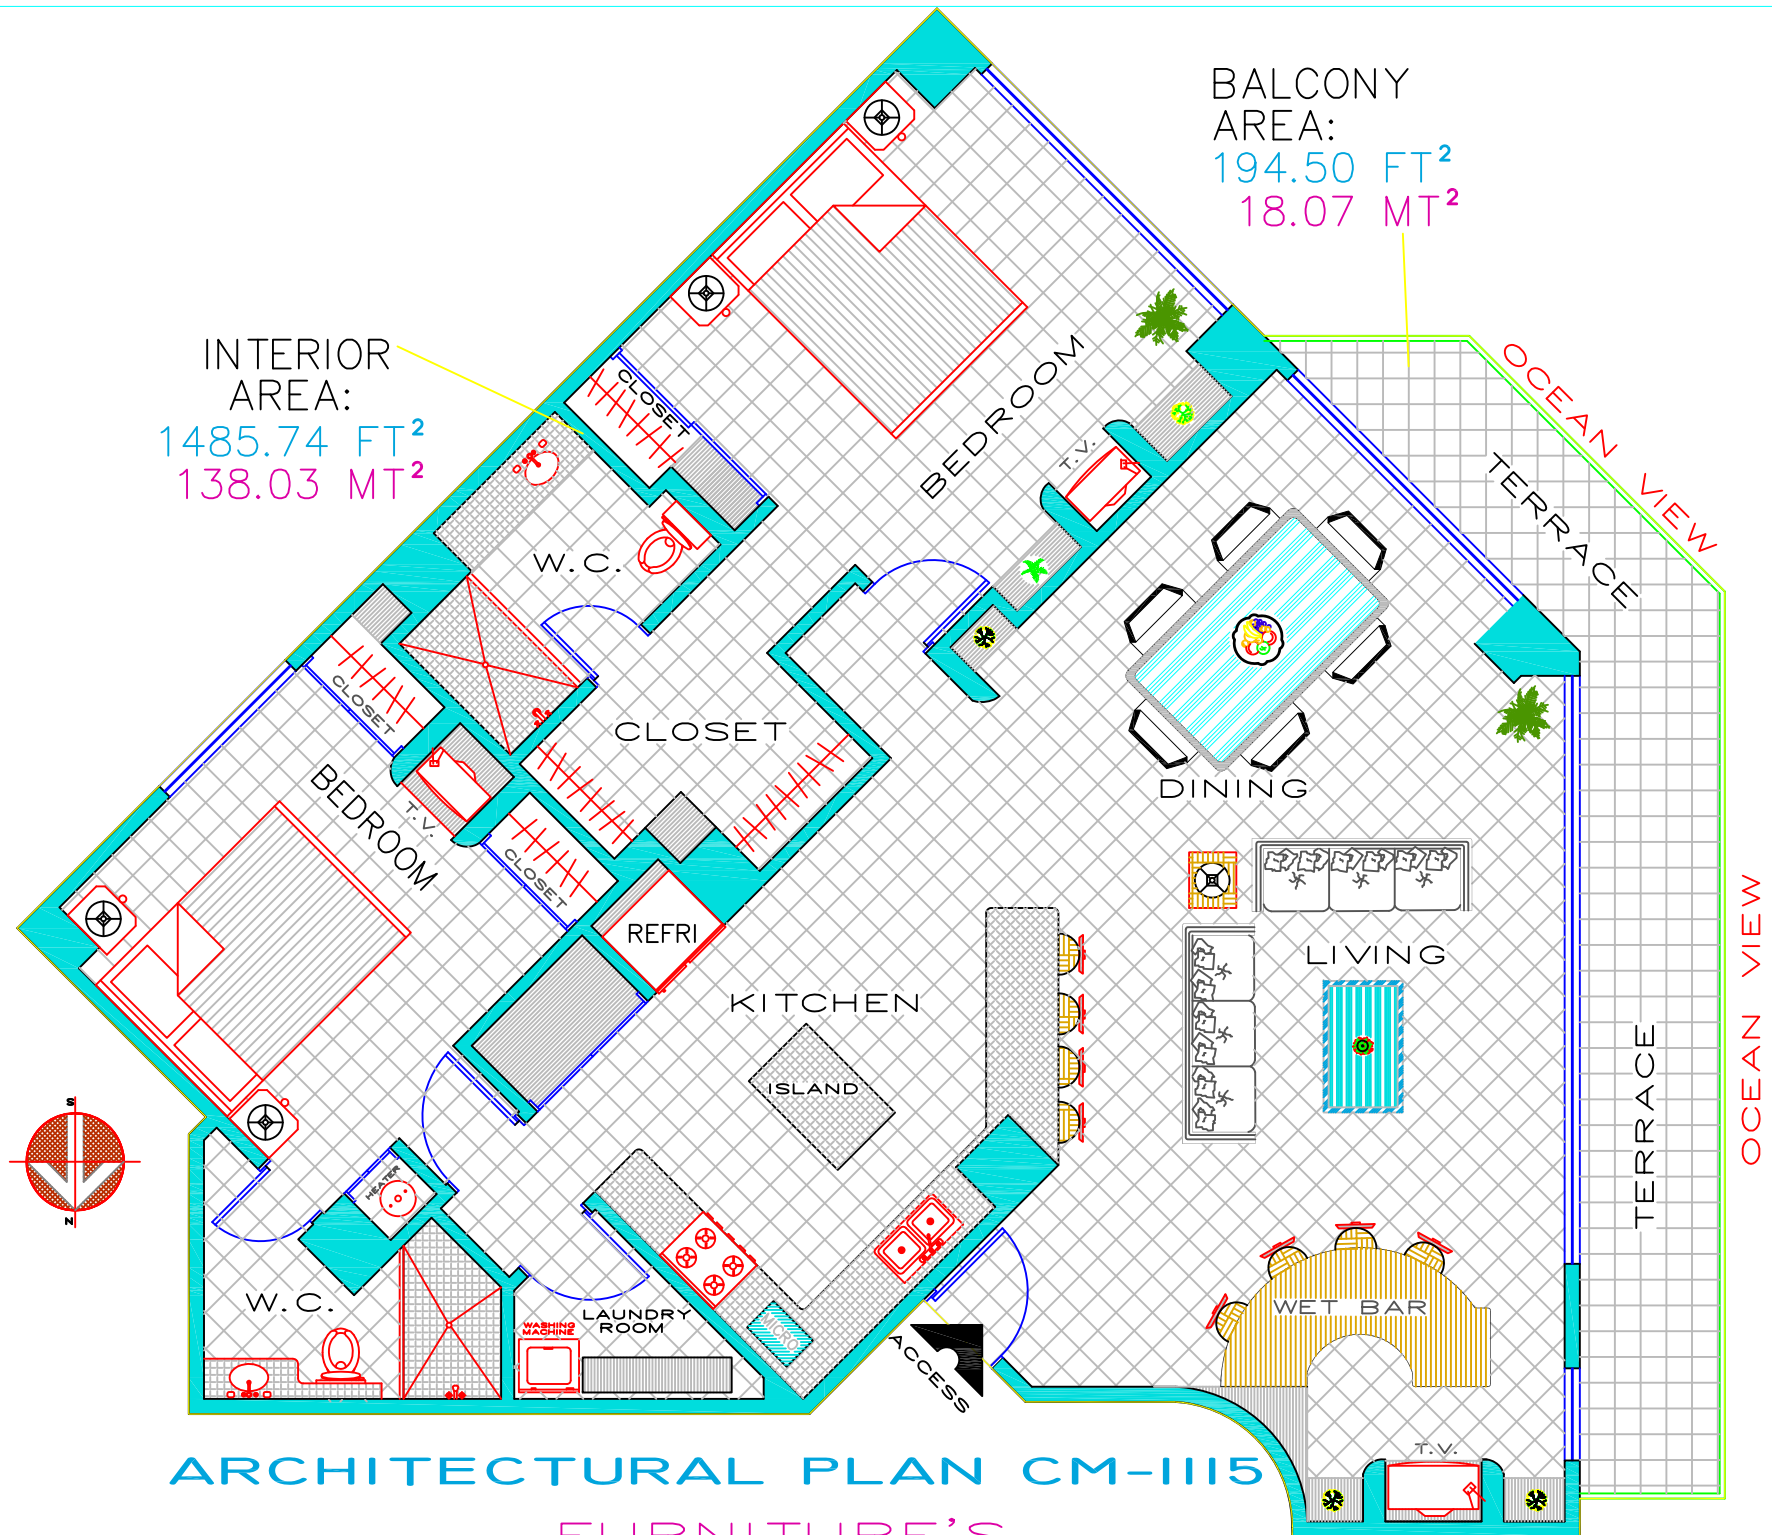 BALCONY
AREA:
194.50 FT²
18.07 MT²
INTERIOR
AREA:
1485.74 FT²
138.03 MT²
OCEAN VIEW
TERRACE
CLOSET
BEDROOM
T.V.
W.C.
CLOSET
CLOSET
DINING
BEDROOM
T.V.
CLOSET
REFRI
LIVING
KITCHEN
ISLAND
OCEAN VIEW
TERRACE
S
N
HEATER
W.C.
WASHING
MACHINE
LAUNDRY
ROOM
MICRO
ACCESS
WET BAR
T.V.
ARCHITECTURAL PLAN CM-1115
FURNITURE'S